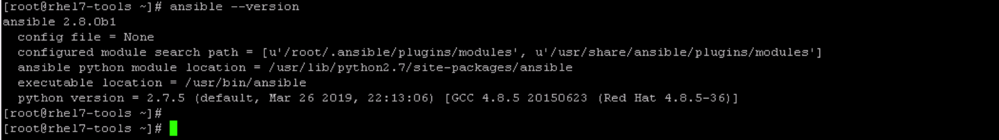 [root@rhel7-tools ~]# ansible --version
ansible 2.8.0b1
  config file = None
  configured module search path = [u'/root/.ansible/plugins/modules', u'/usr/share/ansible/plugins/modules']
  ansible python module location = /usr/lib/python2.7/site-packages/ansible
  executable location = /usr/bin/ansible
  python version = 2.7.5 (default, Mar 26 2019, 22:13:06) [GCC 4.8.5 20150623 (Red Hat 4.8.5-36)]
[root@rhel7-tools ~]#
[root@rhel7-tools ~]#